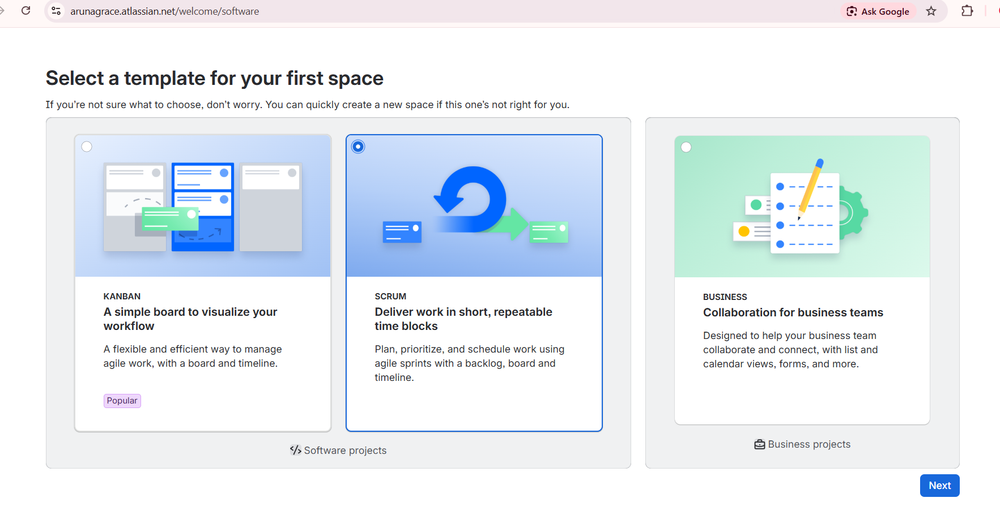 arunagrace.atlassian.net/welcome/software
Ask Google
Select a template for your first space
If you’re not sure what to choose, don’t worry. You can quickly create a new space if this one’s not right for you.
KANBAN
A simple board to visualize your
workflow
A flexible and efficient way to manage
agile work, with a board and timeline.
Popular
SCRUM
Deliver work in short, repeatable
time blocks
Plan, prioritize, and schedule work using
agile sprints with a backlog, board and
timeline.
Software projects
BUSINESS
Collaboration for business teams
Designed to help your business team
collaborate and connect, with list and
calendar views, forms, and more.
Business projects
Next